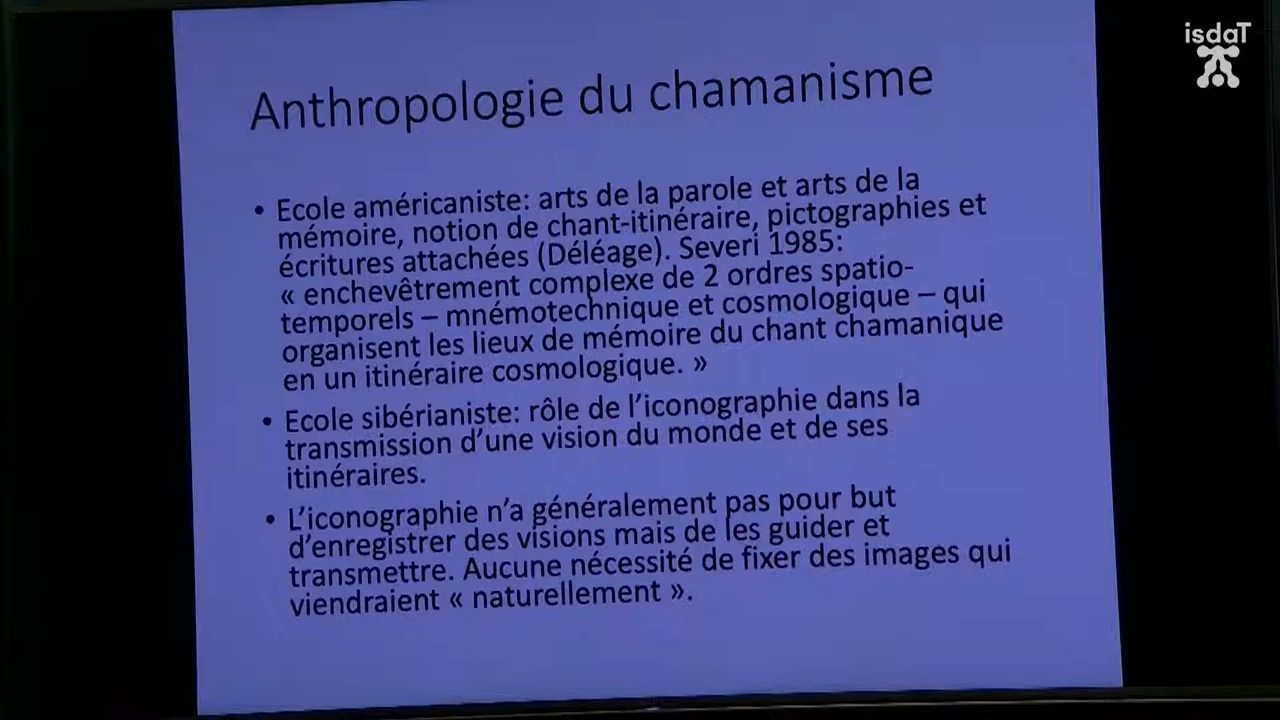 isdaT
Anthropologie du chamanisme
• Ecole américaniste: arts de la parole et arts de la
mémoire, notion de chant-itinéraire, pictographies et
écritures attachées (Déléage). Severi 1985:
« enchevêtrement complexe de 2 ordres spatio-
temporels – mnémotechnique et cosmologique – qui
organisent les lieux de mémoire du chant chamanique
en un itinéraire cosmologique. »
• Ecole sibérianiste: rôle de l’iconographie dans la
transmission d’une vision du monde et de ses
itinéraires.
• L’iconographie n’a généralement pas pour but
d’enregistrer des visions mais de les guider et
transmettre. Aucune nécessité de fixer des images qui
viendraient « naturellement ».